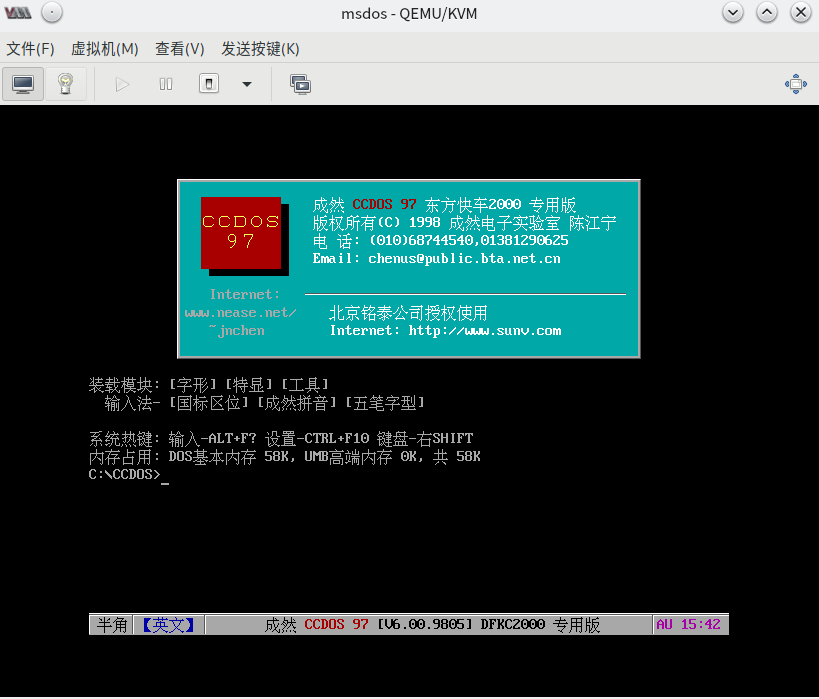 msdos - QEMU/KVM
文件(F) 虚拟机(M) 查看(V) 发送按键(K)
CCDOS
97
成然 CCDOS 97 东方快车2000 专用版
版权所有(C) 1998 成然电子实验室 陈江宁
电 话: (010)68744540,01381290625
Email: chenus@public.bta.net.cn
Internet:
www.nease.net/
~jnchen
北京铭泰公司授权使用
Internet: http://www.sunv.com
装载模块: [字形] [特显] [工具]
输入法- [国标区位] [成然拼音] [五笔字型]
系统热键: 输入-ALT+F? 设置-CTRL+F10 键盘-右SHIFT
内存占用: DOS基本内存 58K, UMB高端内存 0K, 共 58K
C:\CCDOS>_
半角 【英文】 成然 CCDOS 97 [V6.00.9805] DFKC2000 专用版 AU 15:42